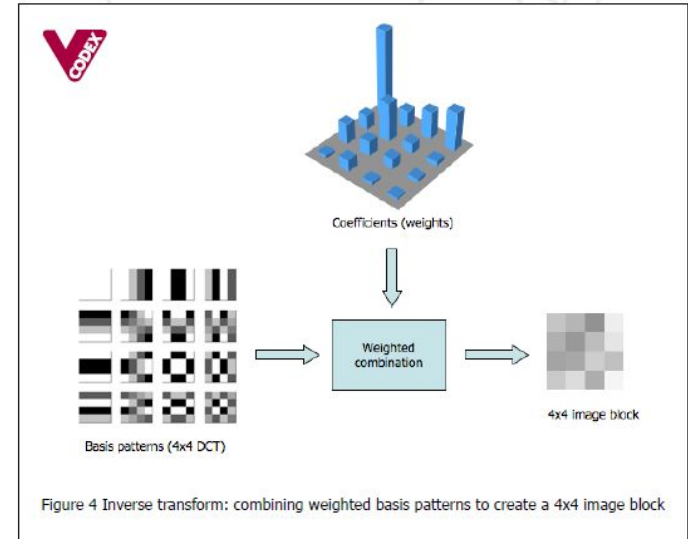 VCODEX
Coefficients (weights)
Weighted
combination
Basis patterns (4x4 DCT)
4x4 image block
Figure 4 Inverse transform: combining weighted basis patterns to create a 4x4 image block